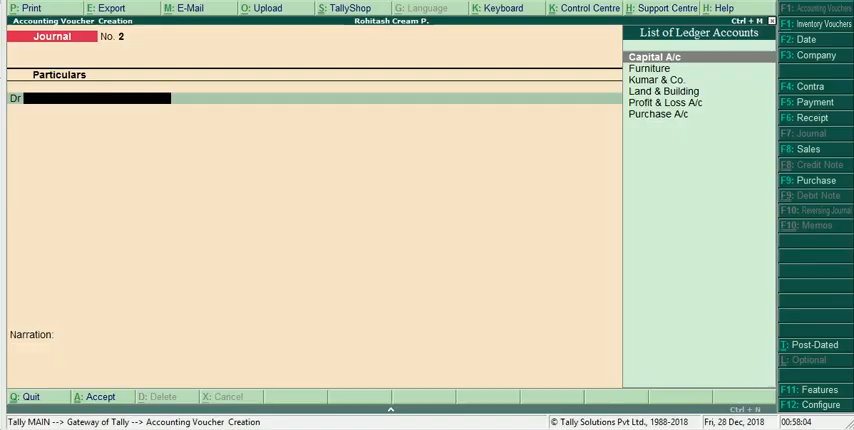 P: Print E: Export M: E-Mail O: Upload S: TallyShop G: Language K: Keyboard K: Control Centre H: Support Centre H: Help F1: Accounting Vouchers
Accounting Voucher Creation Rohitash Cream P. Ctrl + M
F1: Inventory Vouchers
Journal No. 2
List of Ledger Accounts
F2: Date
Particulars
Capital A/c
Furniture
Kumar & Co.
Land & Building
Profit & Loss A/c
Purchase A/c
Dr
F3: Company
F4: Contra
F5: Payment
F6: Receipt
F7: Journal
F8: Sales
F8: Credit Note
F9: Purchase
F9: Debit Note
F10: Reversing Journal
F10: Memos
Narration:
T: Post-Dated
L: Optional
F11: Features
F12: Configure
Q: Quit A: Accept D: Delete X: Cancel
Ctrl + N
Tally MAIN --> Gateway of Tally --> Accounting Voucher Creation © Tally Solutions Pvt Ltd., 1988-2018 Fri, 28 Dec, 2018 00:58:04